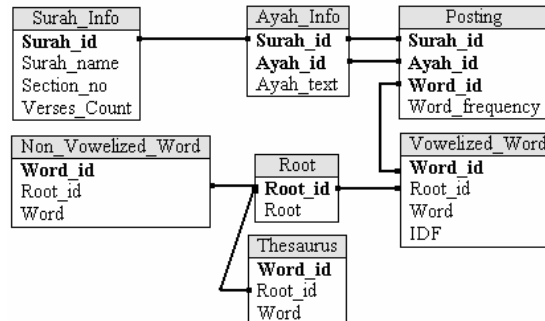 Surah_Info
Surah_id
Surah_name
Section_no
Verses_Count
Ayah_Info
Surah_id
Ayah_id
Ayah_text
Posting
Surah_id
Ayah_id
Word_id
Word_frequency
Non_Vowelized_Word
Word_id
Root_id
Word
Root
Root_id
Root
Vowelized_Word
Word_id
Root_id
Word
IDF
Thesaurus
Word_id
Root_id
Word